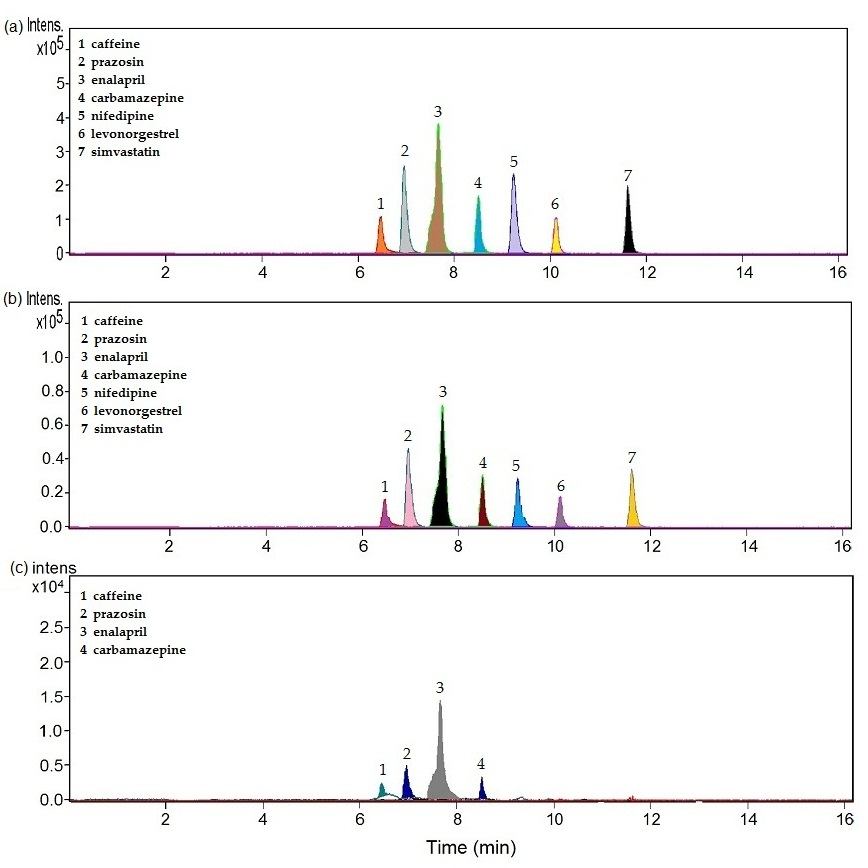 (a) Intens.
x10^5
1 caffeine
2 prazosin
3 enalapril
4 carbamazepine
5 nifedipine
6 levonorgestrel
7 simvastatin
5
4
3
2
1
0
1
2
3
4
5
6
7
2 4 6 8 10 12 14 16
(b) Intens.
x10^5
1 caffeine
2 prazosin
3 enalapril
4 carbamazepine
5 nifedipine
6 levonorgestrel
7 simvastatin
1.0
0.8
0.6
0.4
0.2
0.0
1
2
3
4
5
6
7
2 4 6 8 10 12 14 16
(c) intens
x10^4
1 caffeine
2 prazosin
3 enalapril
4 carbamazepine
2.5
2.0
1.5
1.0
0.5
0.0
1
2
3
4
2 4 6 8 10 12 14 16
Time (min)